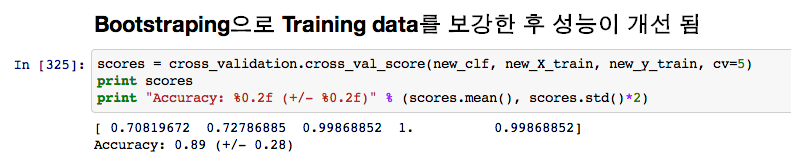 Bootstraping으로 Training data를 보강한 후 성능이 개선 됨
In [325]: scores = cross_validation.cross_val_score(new_clf, new_X_train, new_y_train, cv=5)
print scores
print "Accuracy: %0.2f (+/- %0.2f)" % (scores.mean(), scores.std()*2)
[ 0.70819672  0.72786885  0.99868852  1.          0.99868852]
Accuracy: 0.89 (+/- 0.28)